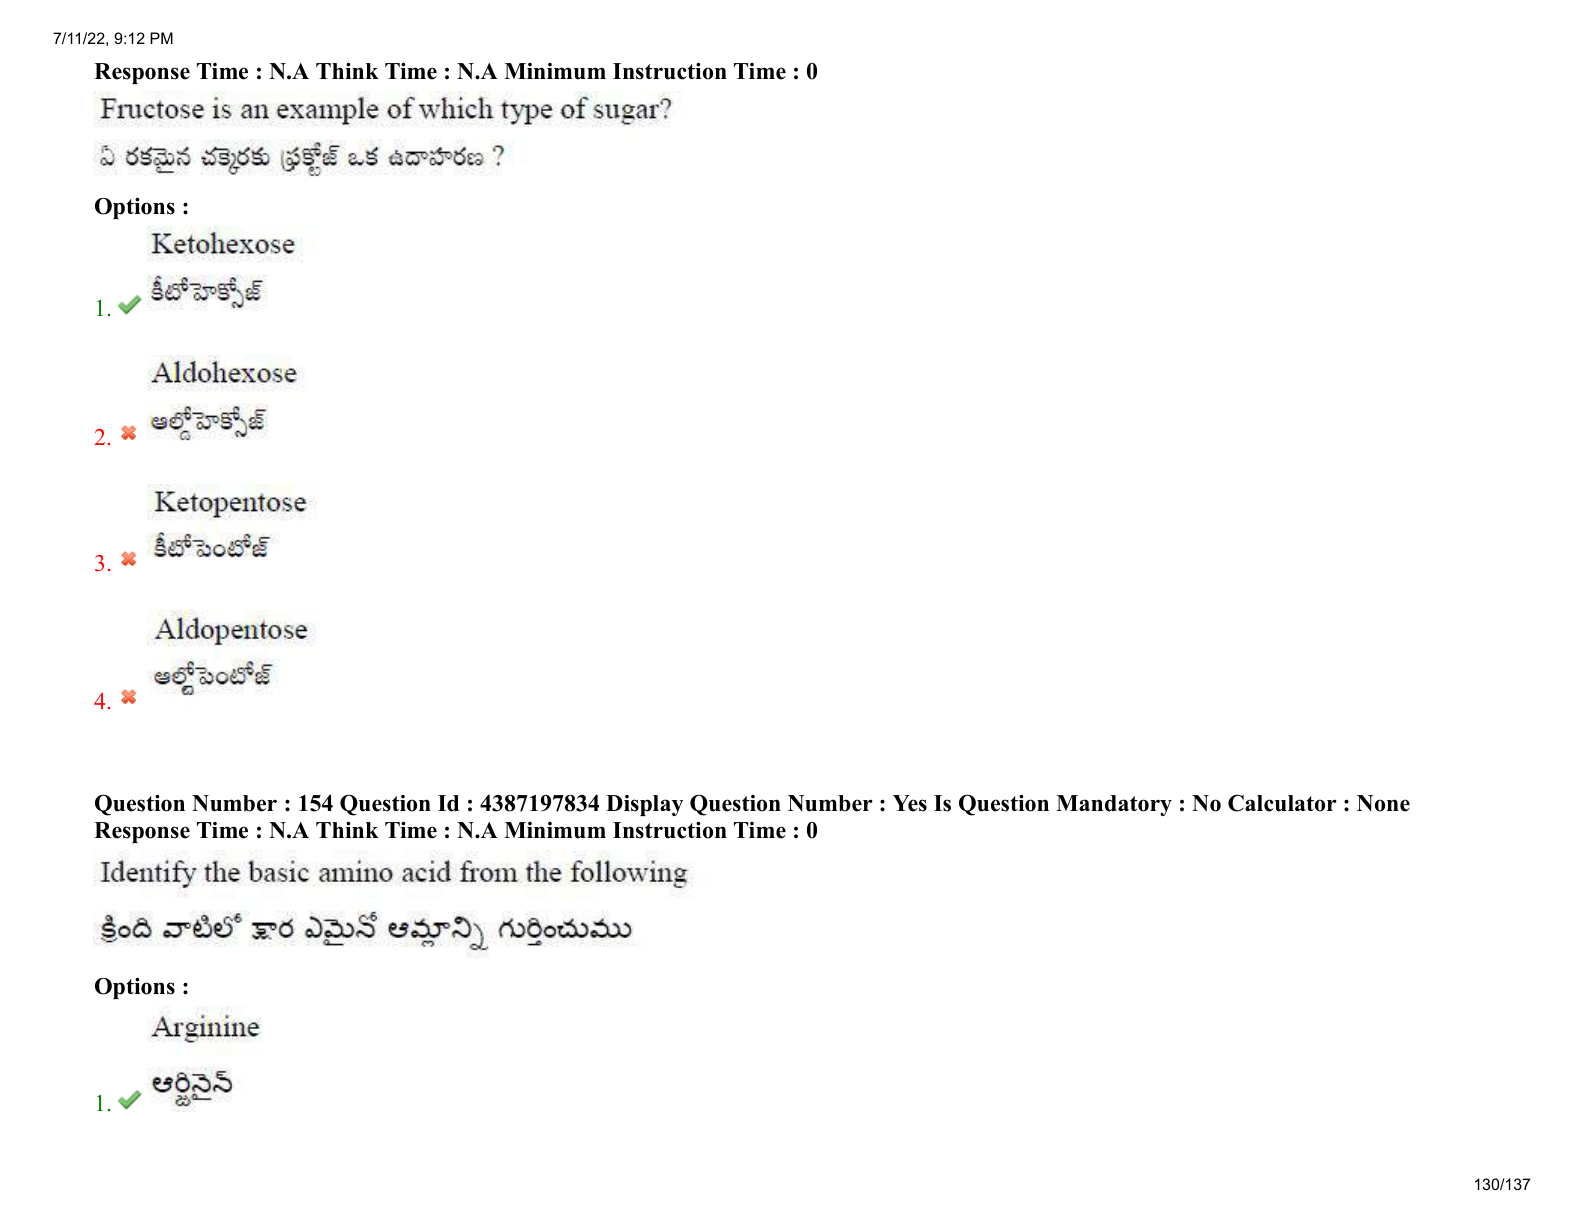 7/11/22, 9:12 PM
Response Time : N.A Think Time : N.A Minimum Instruction Time : 0
Fructose is an example of which type of sugar?
ఏ రకమైన చక్కెరకు ఫ్రక్టోజ్ ఒక ఉదాహరణ ?
Options :
Ketohexose
కీటోహెక్సోజ్
1.
Aldohexose
ఆల్డోహెక్సోజ్
2.
Ketopentose
కీటోపెంటోజ్
3.
Aldopentose
ఆల్టోపెంటోజ్
4.
Question Number : 154 Question Id : 4387197834 Display Question Number : Yes Is Question Mandatory : No Calculator : None
Response Time : N.A Think Time : N.A Minimum Instruction Time : 0
Identify the basic amino acid from the following
క్రింది వాటిలో క్షార ఎమైనో ఆమ్లాన్ని గుర్తించుము
Options :
Arginine
ఆర్జినైన్
1.
130/137